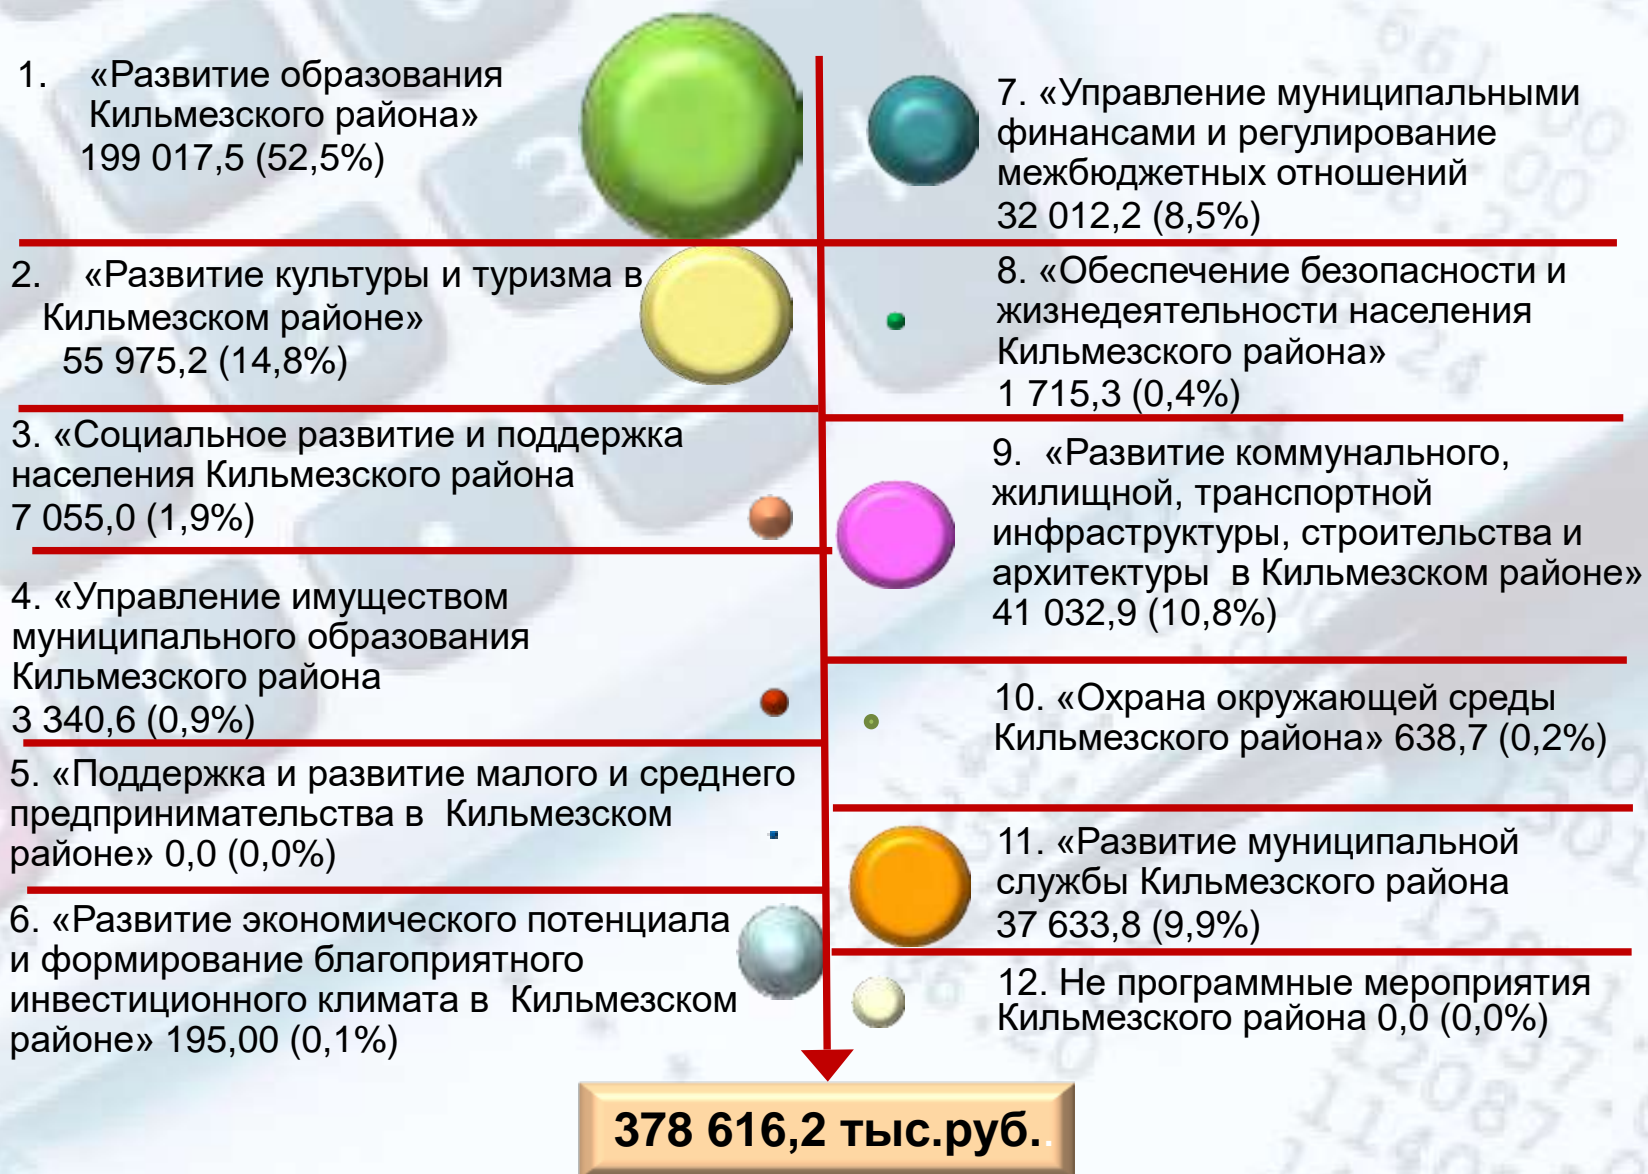 1. «Развитие образования
Кильмезского района»
199 017,5 (52,5%)
2. «Развитие культуры и туризма в
Кильмезском районе»
55 975,2 (14,8%)
3. «Социальное развитие и поддержка
населения Кильмезского района
7 055,0 (1,9%)
4. «Управление имуществом
муниципального образования
Кильмезского района
3 340,6 (0,9%)
5. «Поддержка и развитие малого и среднего
предпринимательства в Кильмезском
районе» 0,0 (0,0%)
6. «Развитие экономического потенциала
и формирование благоприятного
инвестиционного климата в Кильмезском
районе» 195,00 (0,1%)
7. «Управление муниципальными
финансами и регулирование
межбюджетных отношений
32 012,2 (8,5%)
8. «Обеспечение безопасности и
жизнедеятельности населения
Кильмезского района»
1 715,3 (0,4%)
9. «Развитие коммунального,
жилищной, транспортной
инфраструктуры, строительства и
архитектуры в Кильмезском районе»
41 032,9 (10,8%)
10. «Охрана окружающей среды
Кильмезского района» 638,7 (0,2%)
11. «Развитие муниципальной
службы Кильмезского района
37 633,8 (9,9%)
12. Не программные мероприятия
Кильмезского района 0,0 (0,0%)
378 616,2 тыс.руб..